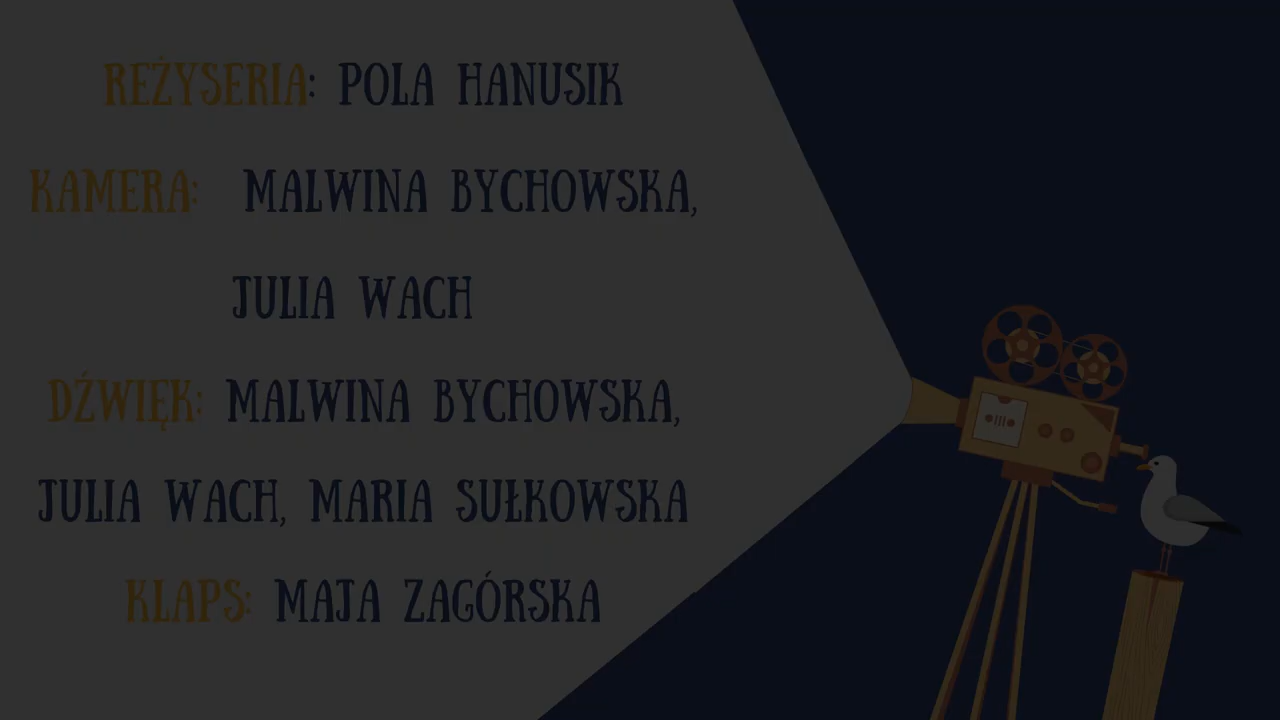 REŻYSERIA: POLA HANUSIK
KAMERA: MALWINA BYCHOWSKA,
JULIA WACH
DŹWIĘK: MALWINA BYCHOWSKA,
JULIA WACH, MARIA SUŁKOWSKA
KLAPS: MAJA ZAGÓRSKA